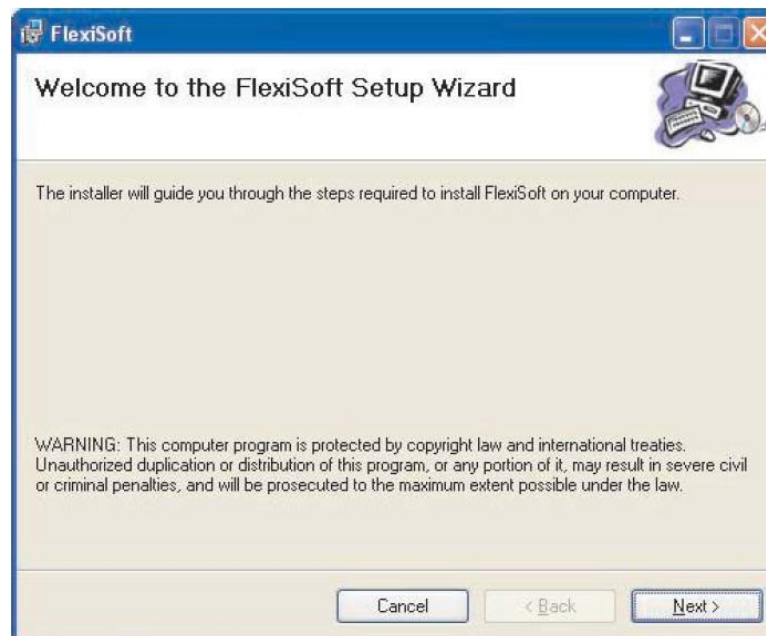 FlexiSoft
Welcome to the FlexiSoft Setup Wizard
The installer will guide you through the steps required to install FlexiSoft on your computer.
WARNING: This computer program is protected by copyright law and international treaties.
Unauthorized duplication or distribution of this program, or any portion of it, may result in severe civil
or criminal penalties, and will be prosecuted to the maximum extent possible under the law.
Cancel
< Back
Next >